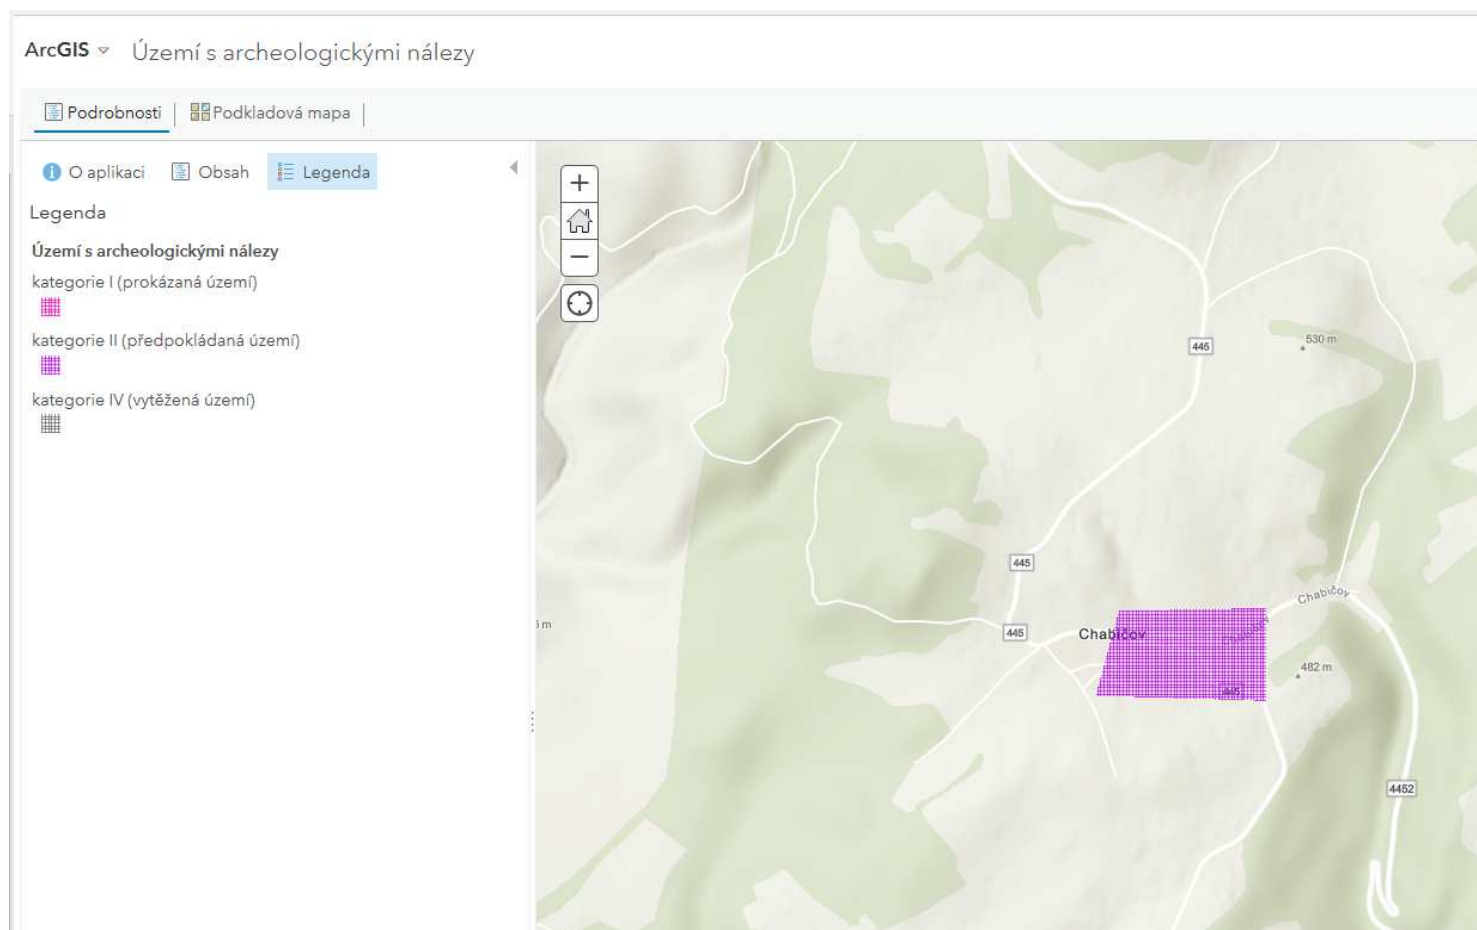 ArcGIS Území s archeologickými nálezy
Podrobnosti Podkladová mapa
O aplikaci Obsah Legenda
Legenda
Území s archeologickými nálezy
kategorie I (prokázaná území)
kategorie II (předpokládaná území)
kategorie IV (vytěžená území)
445
530 m
445
Chabičov
m
445
Chabičov
Chabičov
482 m
445
4452